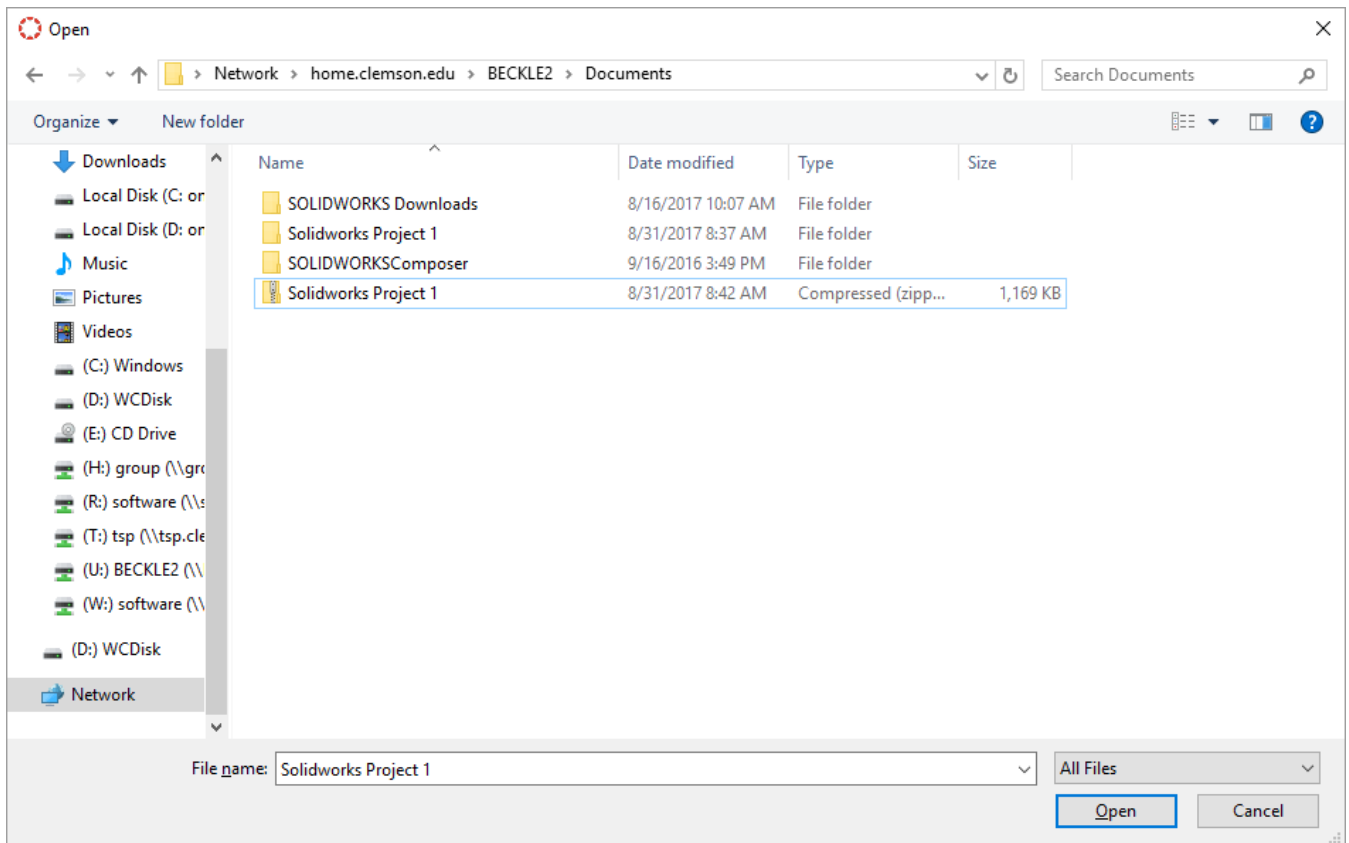 Open
Network > home.clemson.edu > BECKLE2 > Documents
Search Documents
Organize
New folder
Name Date modified Type Size
Downloads
Local Disk (C: or
Local Disk (D: or
Music
Pictures
Videos
(C:) Windows
(D:) WCDisk
(E:) CD Drive
(H:) group (\\gro
(R:) software (\\s
(T:) tsp (\\tsp.cle
(U:) BECKLE2 (\\
(W:) software (\\
(D:) WCDisk
Network
SOLIDWORKS Downloads 8/16/2017 10:07 AM File folder
Solidworks Project 1 8/31/2017 8:37 AM File folder
SOLIDWORKSComposer 9/16/2016 3:49 PM File folder
Solidworks Project 1 8/31/2017 8:42 AM Compressed (zipp... 1,169 KB
File name: Solidworks Project 1
All Files
Open
Cancel